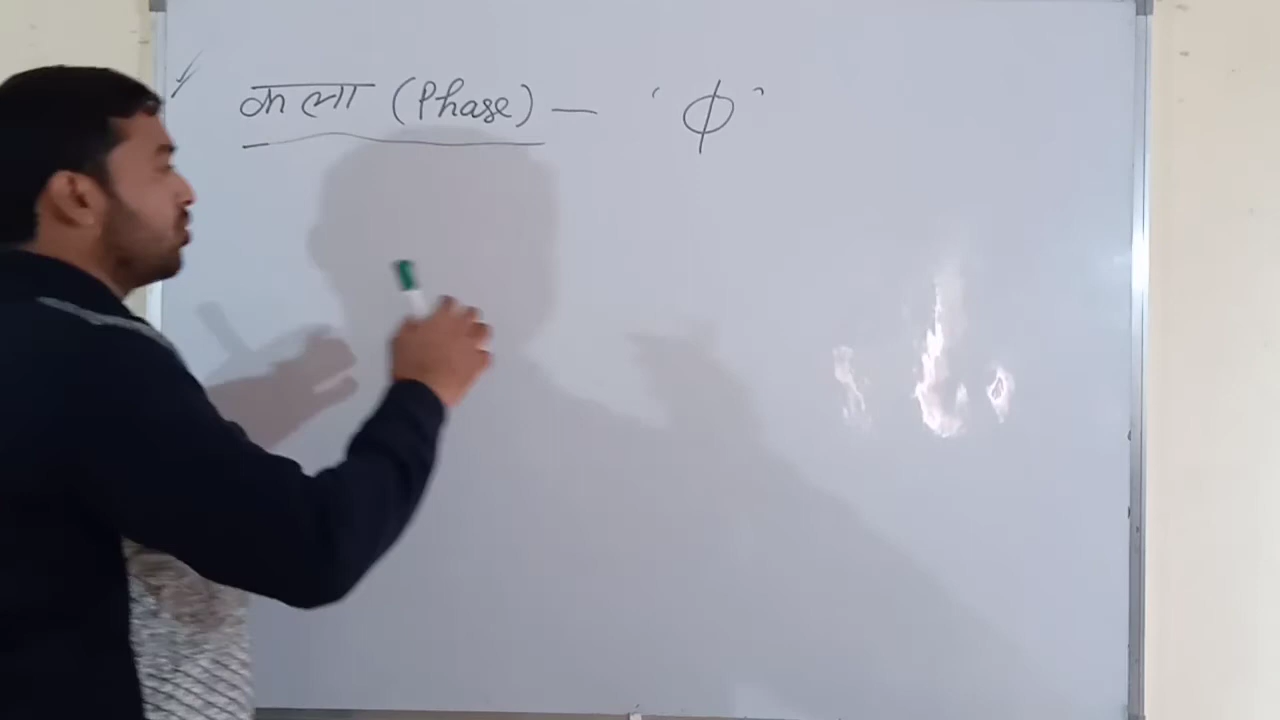 कला (Phase) — ' ϕ '